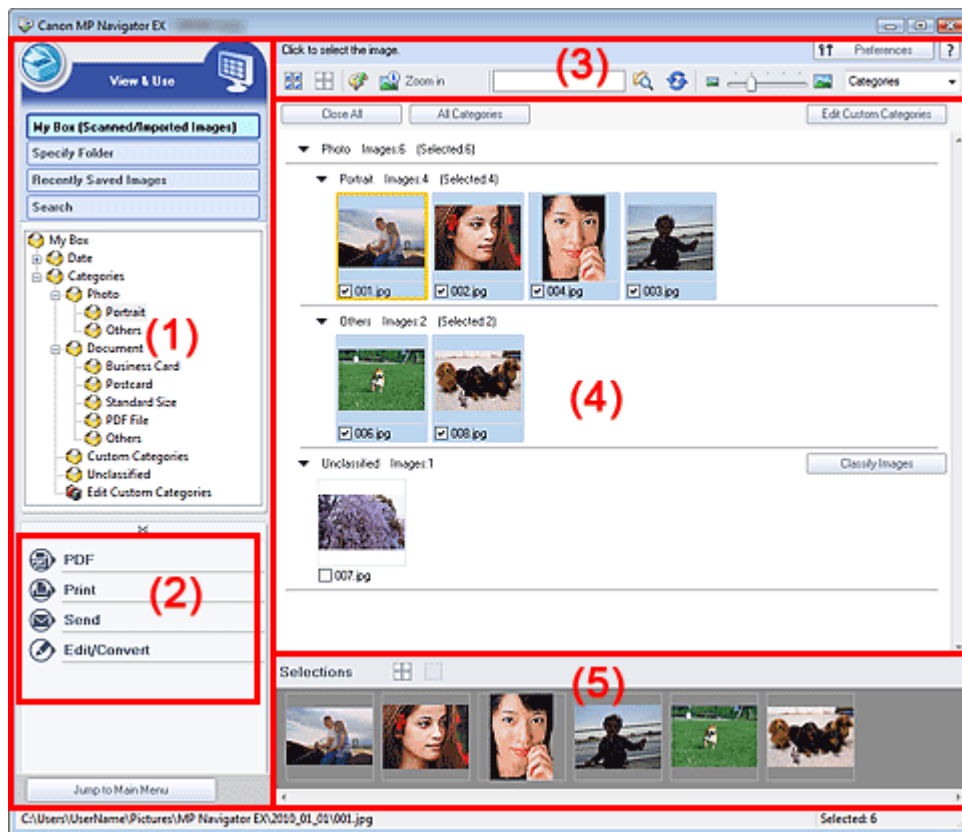 Canon MP Navigator EX
View & Use
My Box (Scanned/Imported Images)
Specify Folder
Recently Saved Images
Search
My Box
Date
Categories
Photo
Portrait
Others
(1)
Document
Business Card
Postcard
Standard Size
PDF File
Others
Custom Categories
Unclassified
Edit Custom Categories
PDF
Print
(2)
Send
Edit/Convert
Jump to Main Menu
Click to select the image.
(3)
Preferences
?
Zoom in
Categories
Close All
All Categories
Edit Custom Categories
Photo Images:6 (Selected:6)
Portrait Images:4 (Selected:4)
001.jpg
002.jpg
004.jpg
003.jpg
Others Images:2 (Selected:2)
(4)
006.jpg
008.jpg
Unclassified Images:1
Classify Images
007.jpg
Selections
(5)
C:\Users\UserName\Pictures\MP Navigator EX\2010_01_01\001.jpg
Selected: 6